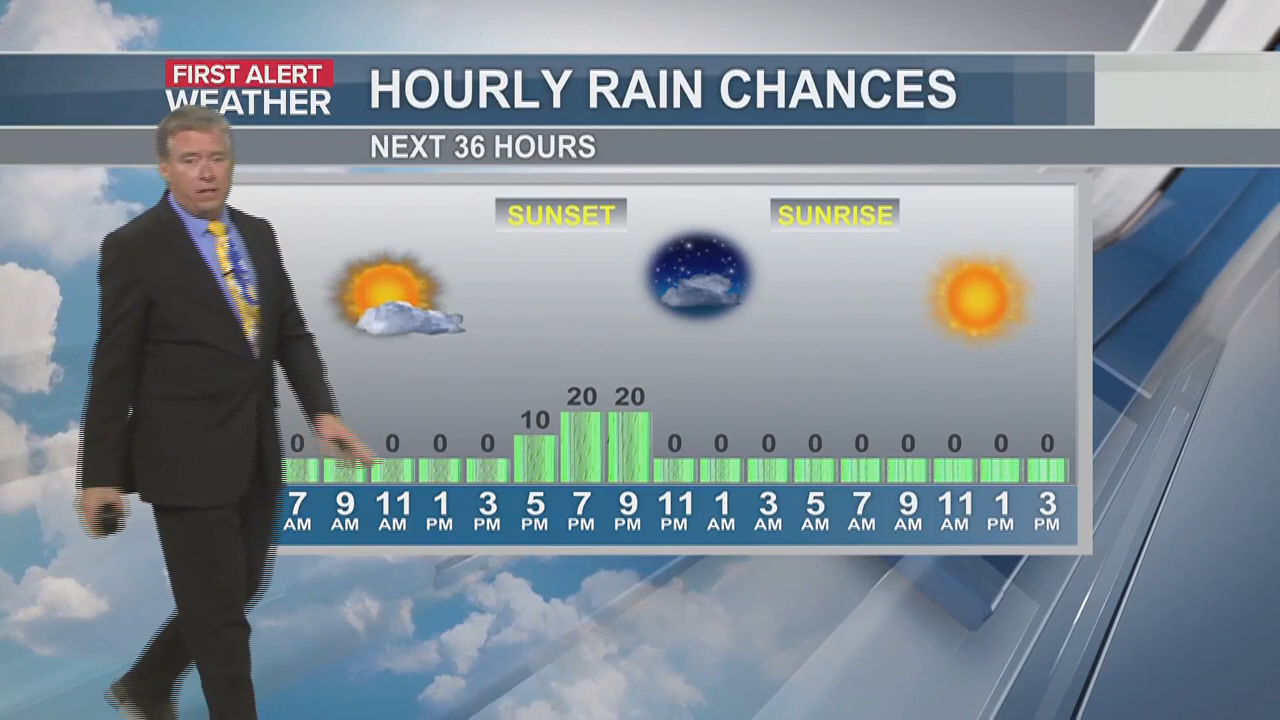 FIRST ALERT
WEATHER
HOURLY RAIN CHANCES
NEXT 36 HOURS
SUNSET SUNRISE
20 20
10
0 0 0 0 0 0 0 0 0 0 0 0 0
7 9 11 1 3 5 7 9 11 1 3 5 7 9 11 1 3
AM AM AM PM PM PM PM PM PM AM AM AM AM AM AM PM PM